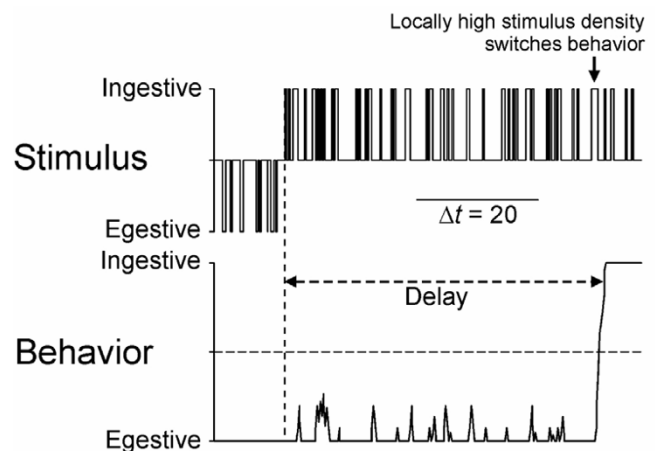 Locally high stimulus density
switches behavior
Ingestive
Stimulus
Δt = 20
Egestive
Ingestive
Delay
Behavior
Egestive